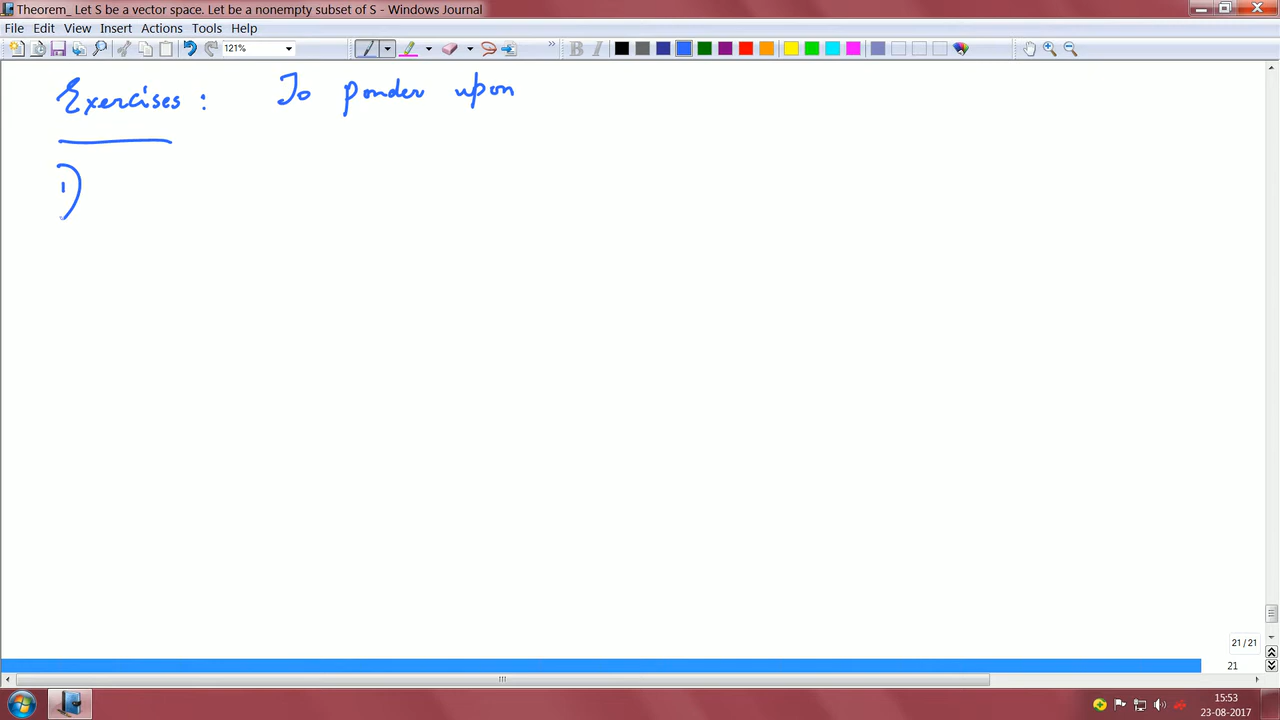 Theorem_ Let S be a vector space. Let be a nonempty subset of S - Windows Journal
File Edit View Insert Actions Tools Help
121%
Exercises : To ponder upon
1)
21 / 21
21
15:53
23-08-2017